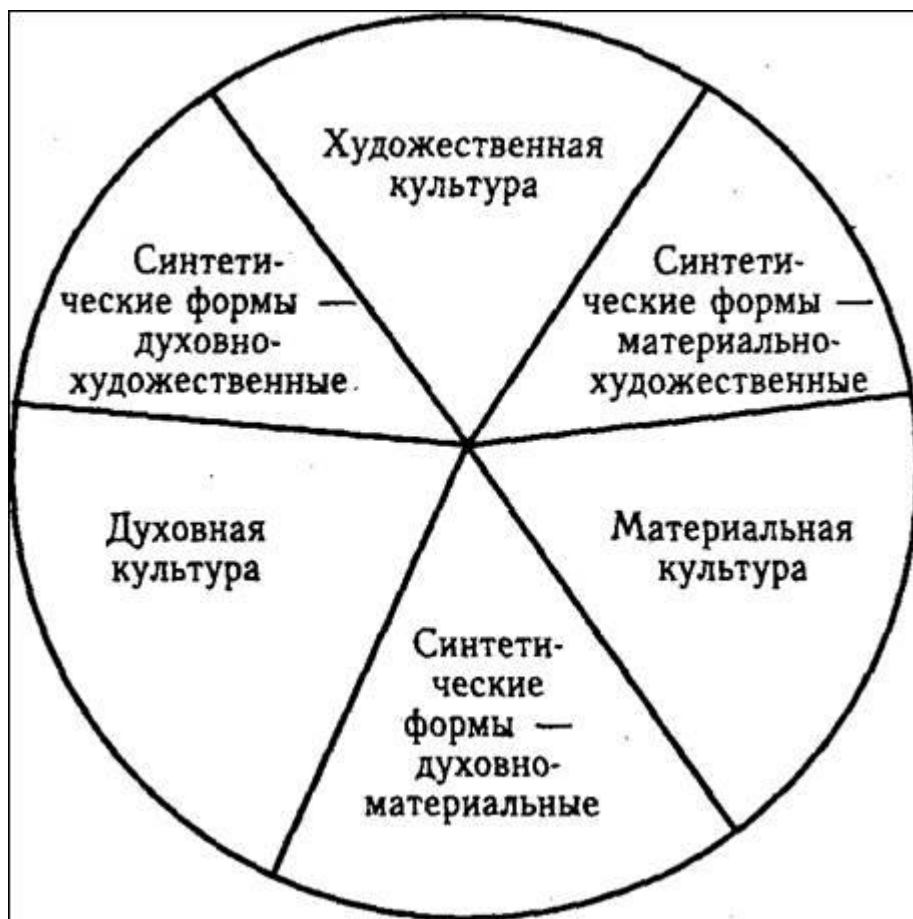 Художественная
культура
Синтети-
ческие формы —
духовно-
художественные
Синтети-
ческие формы —
материально-
художественные
Духовная
культура
Материальная
культура
Синтети-
ческие
формы —
духовно-
материальные